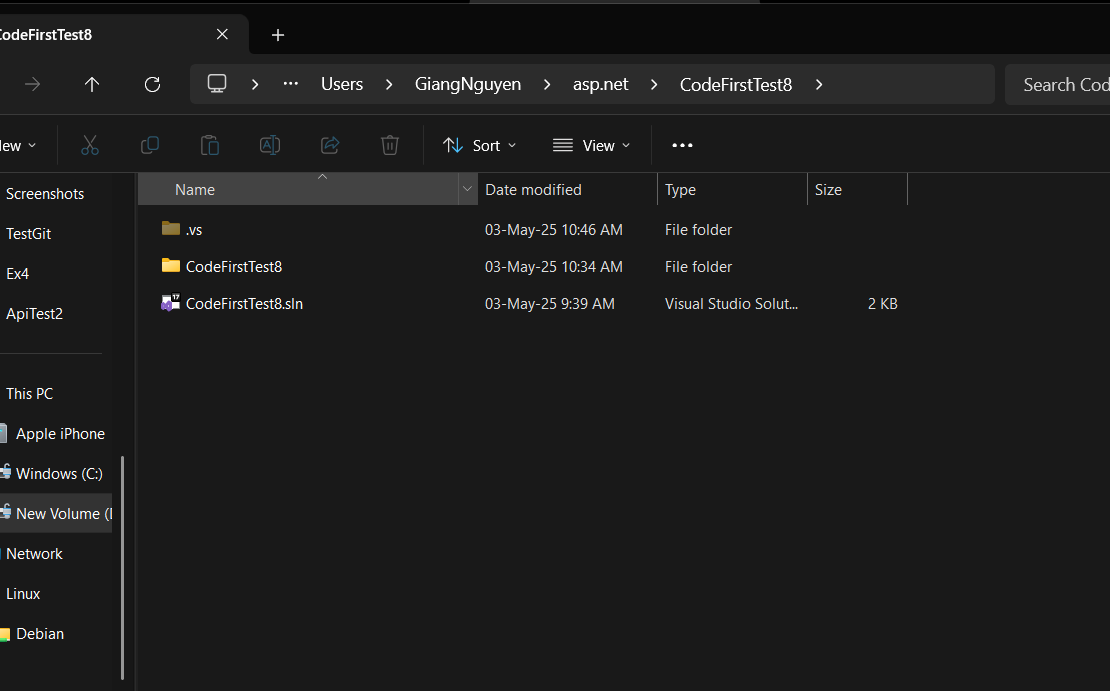 CodeFirstTest8
Users GiangNguyen asp.net CodeFirstTest8 Search Cod
ew Sort View
Name Date modified Type Size
.vs 03-May-25 10:46 AM File folder
CodeFirstTest8 03-May-25 10:34 AM File folder
CodeFirstTest8.sln 03-May-25 9:39 AM Visual Studio Solut... 2 KB
Screenshots
TestGit
Ex4
ApiTest2
This PC
Apple iPhone
Windows (C:)
New Volume (
Network
Linux
Debian